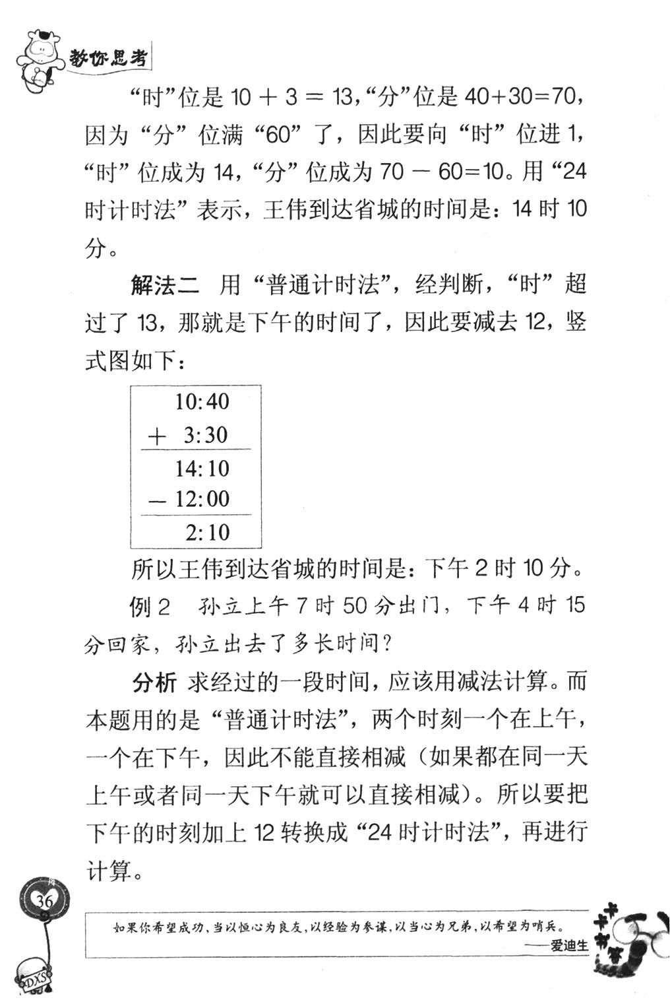 教你思考
“时”位是 10 + 3 = 13，“分”位是 40+30=70，
因为“分”位满“60”了，因此要向“时”位进 1，
“时”位成为 14，“分”位成为 70 - 60=10。用“24
时计时法”表示，王伟到达省城的时间是：14 时 10
分。
解法二 用“普通计时法”，经判断，“时”超
过了 13，那就是下午的时间了，因此要减去 12，竖
式图如下：
10:40
+ 3:30
14:10
- 12:00
2:10
所以王伟到达省城的时间是：下午 2 时 10 分。
例 2 孙立上午 7 时 50 分出门，下午 4 时 15
分回家，孙立出去了多长时间？
分析 求经过的一段时间，应该用减法计算。而
本题用的是“普通计时法”，两个时刻一个在上午，
一个在下午，因此不能直接相减（如果都在同一天
上午或者同一天下午就可以直接相减）。所以要把
下午的时刻加上 12 转换成“24 时计时法”，再进行
计算。
36
如果你希望成功，当以恒心为良友，以经验为参谋，以当心为兄弟，以希望为哨兵。
——爱迪生
DXS